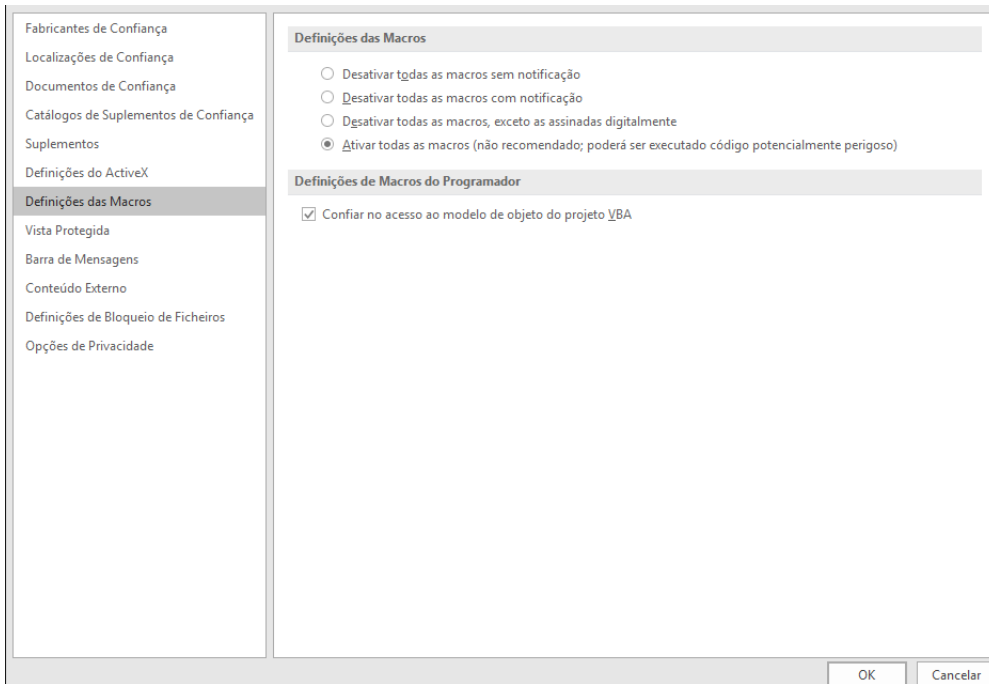 Fabricantes de Confiança
Localizações de Confiança
Documentos de Confiança
Catálogos de Suplementos de Confiança
Suplementos
Definições do ActiveX
Definições das Macros
Vista Protegida
Barra de Mensagens
Conteúdo Externo
Definições de Bloqueio de Ficheiros
Opções de Privacidade
Definições das Macros
Desativar todas as macros sem notificação
Desativar todas as macros com notificação
Desativar todas as macros, exceto as assinadas digitalmente
Ativar todas as macros (não recomendado; poderá ser executado código potencialmente perigoso)
Definições de Macros do Programador
Confiar no acesso ao modelo de objeto do projeto VBA
OK
Cancelar